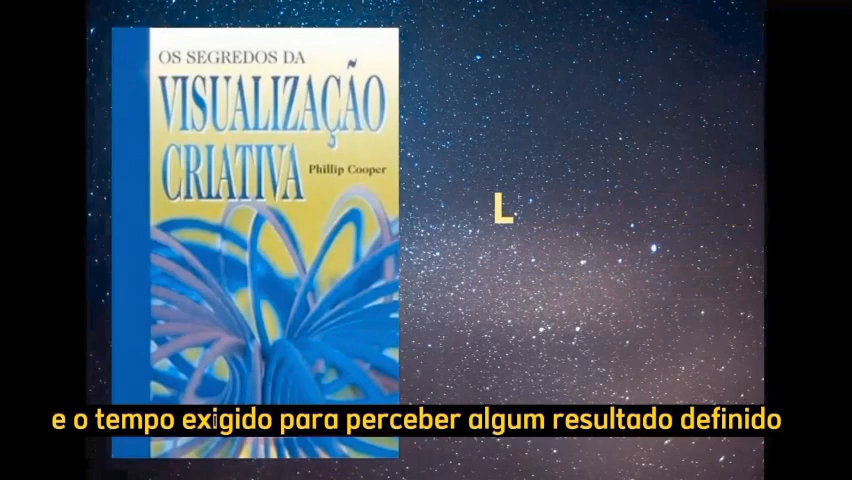 OS SEGREDOS DA
VISUALIZAÇÃO
CRIATIVA
Phillip Cooper
L
e o tempo exigido para perceber algum resultado definido